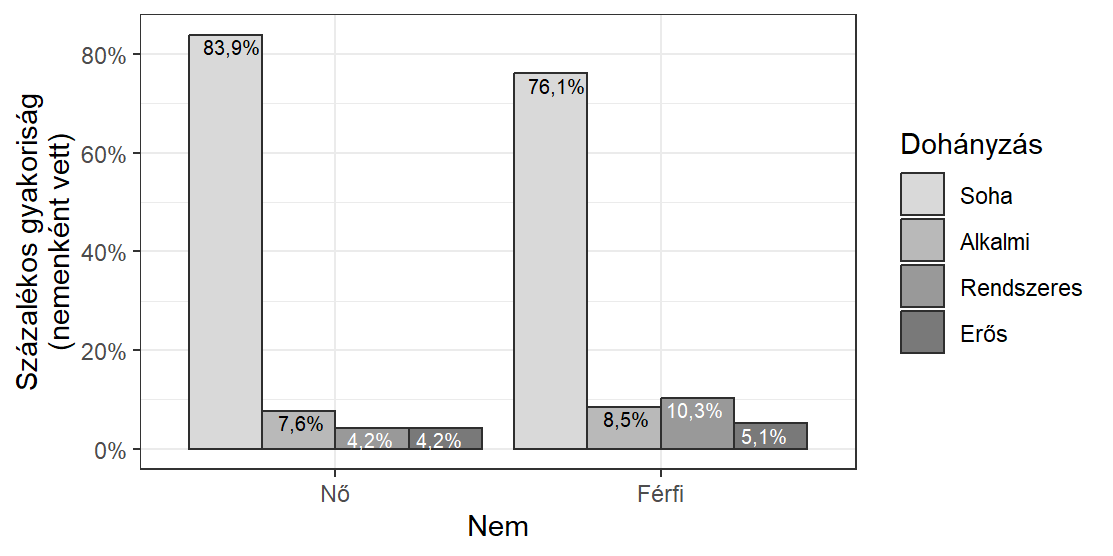 Százalékos gyakoriság
(nemenként vett)
80%
60%
40%
20%
0%
83,9%
7,6%
4,2%
4,2%
76,1%
8,5%
10,3%
5,1%
Nő
Férfi
Nem
Dohányzás
Soha
Alkalmi
Rendszeres
Erős